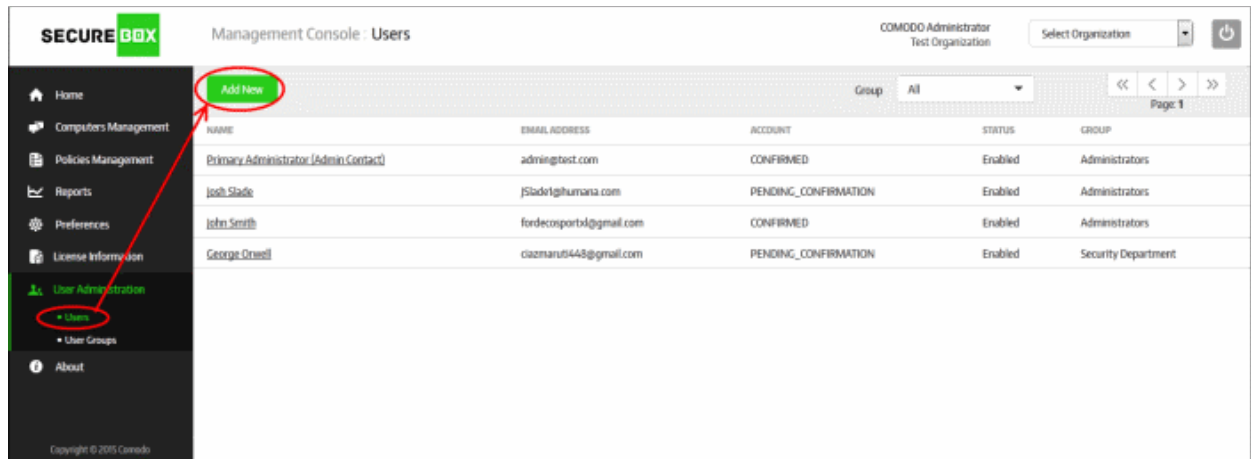 SECURE BOX
Management Console : Users
COMODO Administrator
Test Organization
Select Organization
Home
Computers Management
Policies Management
Reports
Preferences
License Information
User Administration
Users
User Groups
About
Copyright © 2015 Comodo
Add New
Group All
Page: 1
NAME EMAIL ADDRESS ACCOUNT STATUS GROUP
Primary Administrator (Admin Contact) admin@test.com CONFIRMED Enabled Administrators
Josh Slade JSlade1@humana.com PENDING_CONFIRMATION Enabled Administrators
John Smith fordecosportxl@gmail.com CONFIRMED Enabled Administrators
George Orwell ciazmaruti448@gmail.com PENDING_CONFIRMATION Enabled Security Department